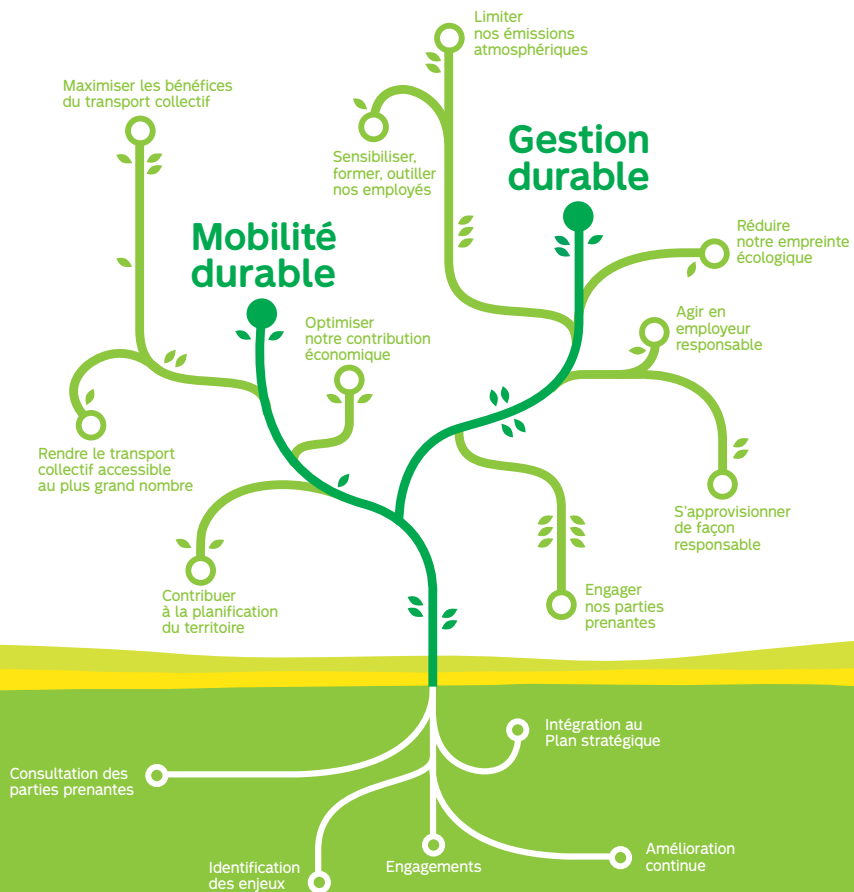 Limiter
nos émissions
atmosphériques
Maximiser les bénéfices
du transport collectif
Sensibiliser,
former, outiller
nos employés
Gestion
durable
Mobilité
durable
Réduire
notre empreinte
écologique
Optimiser
notre contribution
économique
Agir en
employeur
responsable
Rendre le transport
collectif accessible
au plus grand nombre
S'approvisionner
de façon
responsable
Contribuer
à la planification
du territoire
Engager
nos parties
prenantes
Intégration au
Plan stratégique
Consultation des
parties prenantes
Identification
des enjeux
Engagements
Amélioration
continue